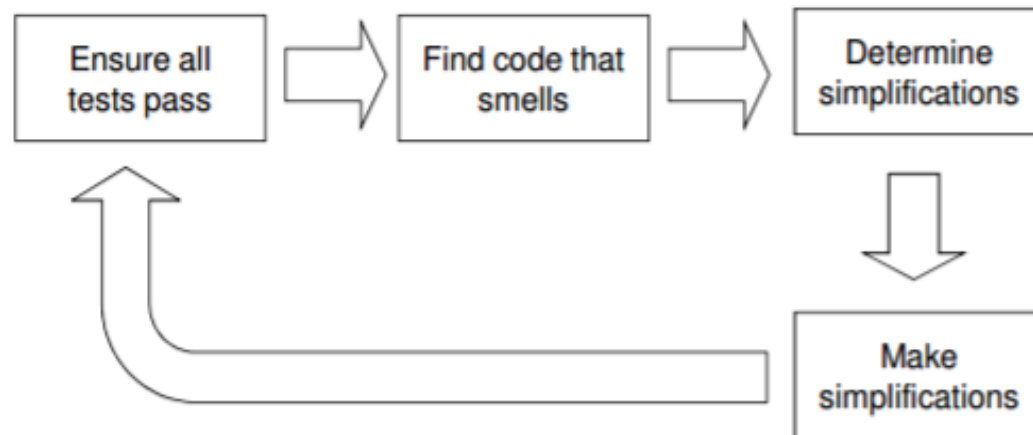 Ensure all
tests pass
Find code that
smells
Determine
simplifications
Make
simplifications